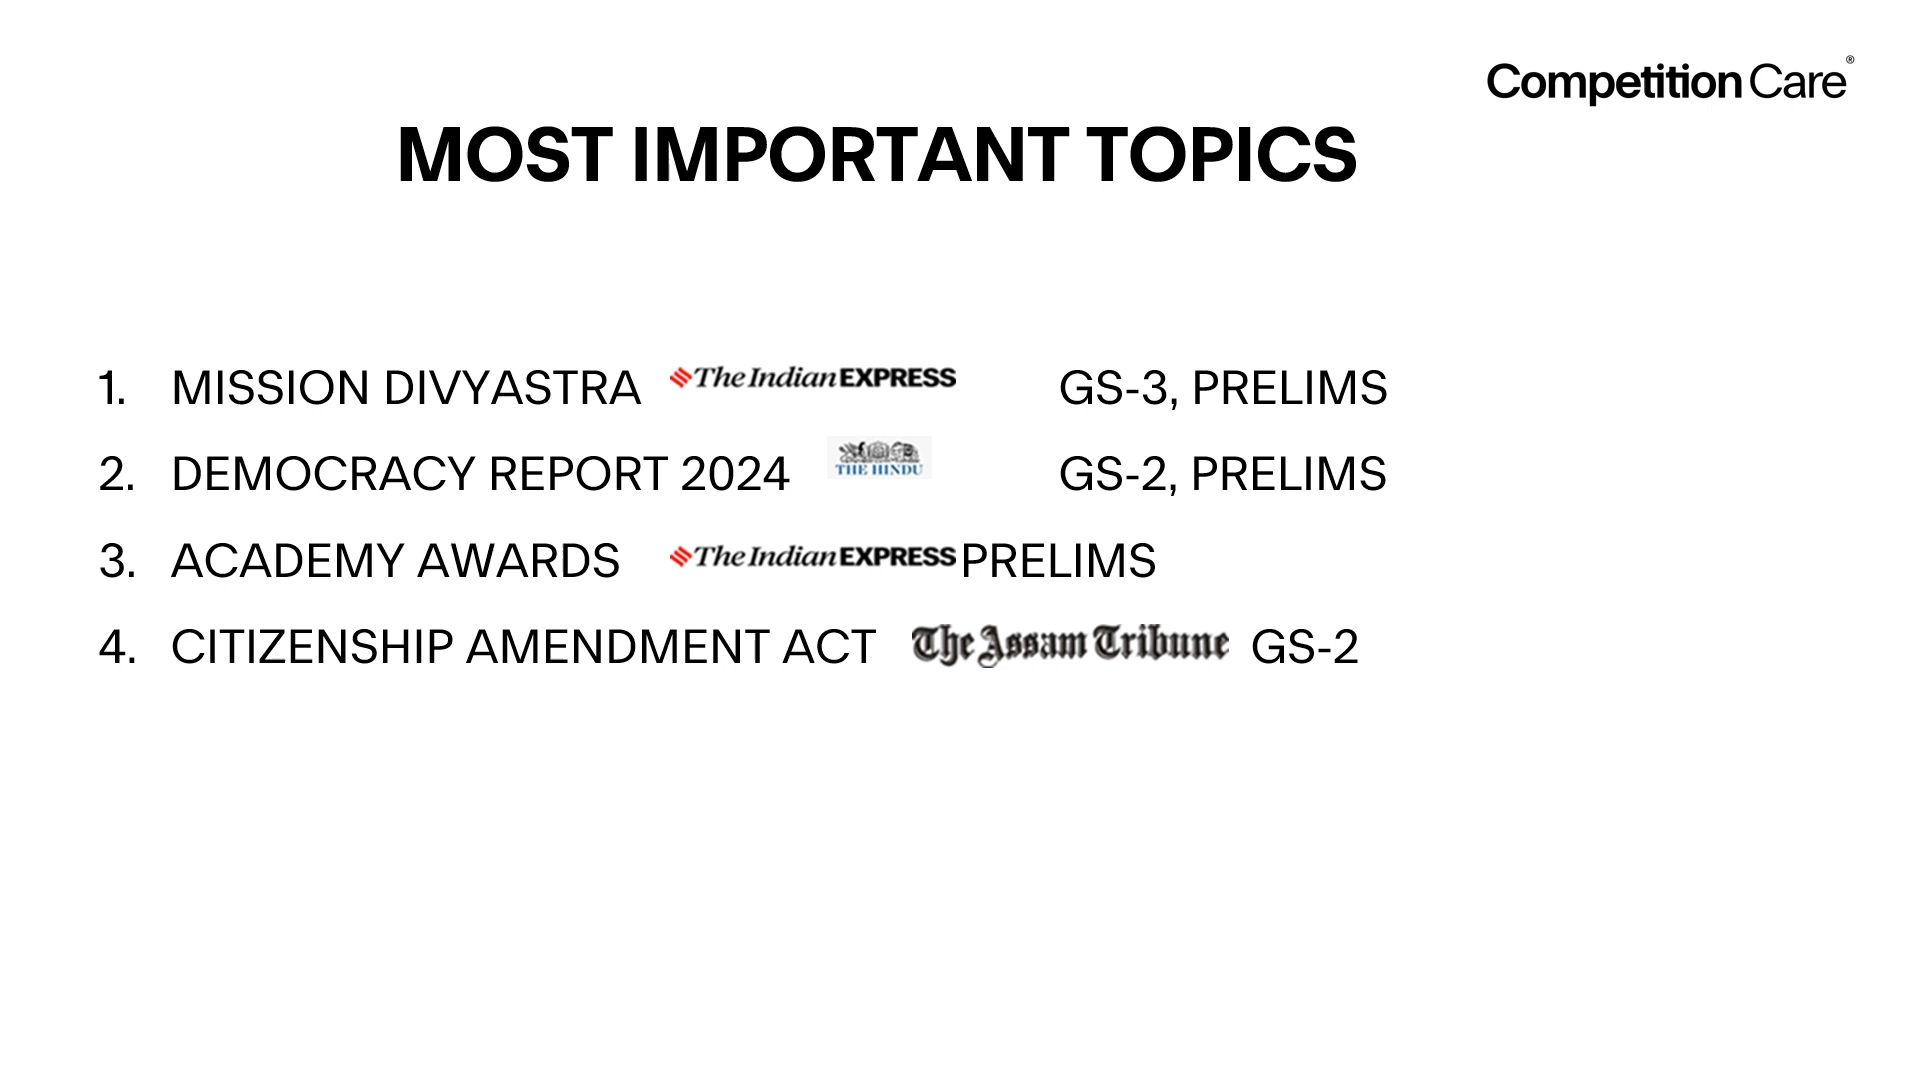 Competition Care®
MOST IMPORTANT TOPICS
1. MISSION DIVYASTRA The Indian EXPRESS GS-3, PRELIMS
2. DEMOCRACY REPORT 2024 THE HINDU GS-2, PRELIMS
3. ACADEMY AWARDS The Indian EXPRESS PRELIMS
4. CITIZENSHIP AMENDMENT ACT The Assam Tribune GS-2